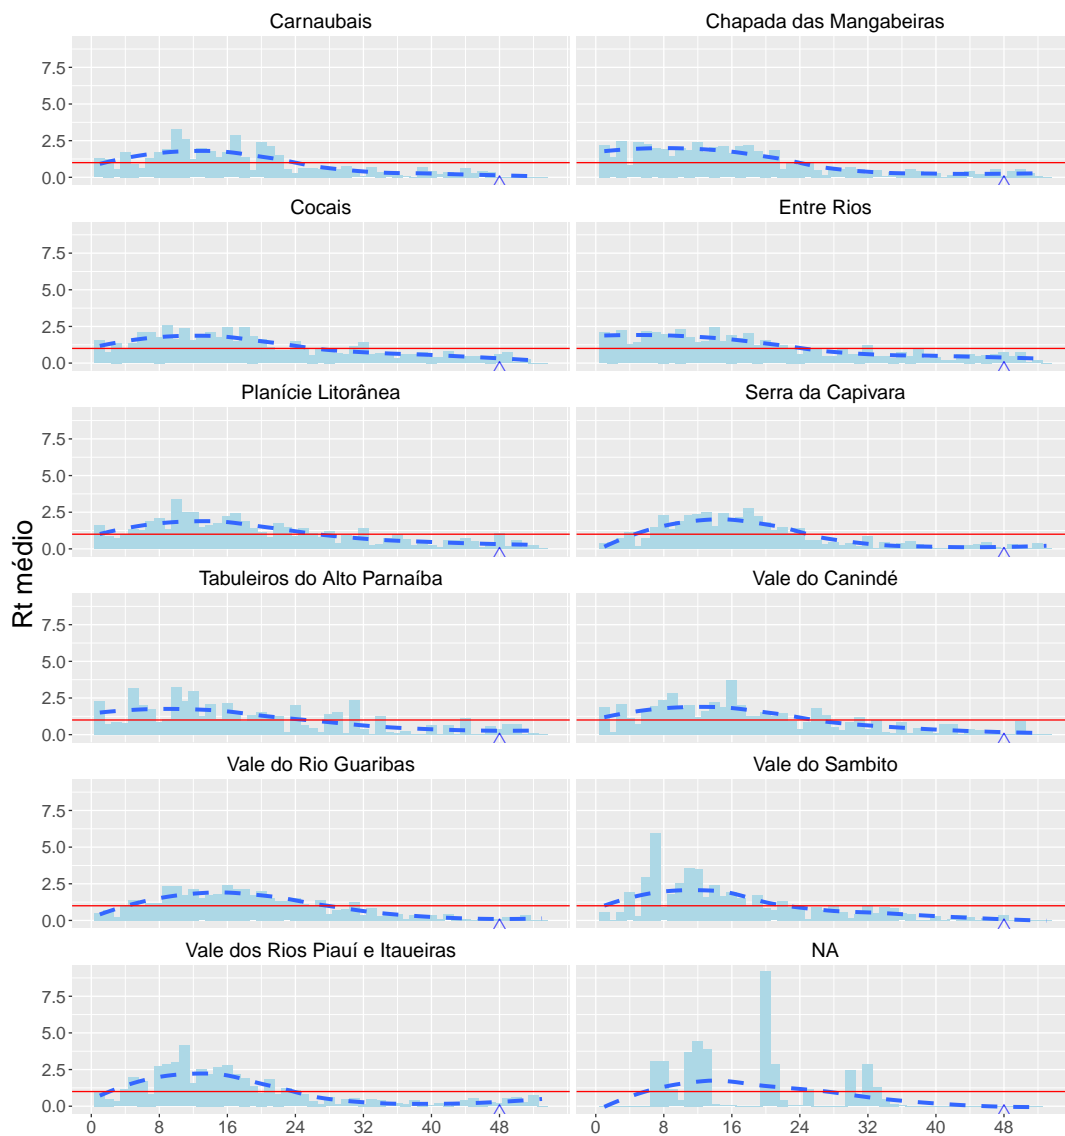 Carnaubais
Chapada das Mangabeiras
7.5
5.0
2.5
0.0
Cocais
Entre Rios
7.5
5.0
2.5
0.0
Planície Litorânea
Serra da Capivara
7.5
5.0
2.5
0.0
Rt médio
Tabuleiros do Alto Parnaíba
Vale do Canindé
7.5
5.0
2.5
0.0
Vale do Rio Guaribas
Vale do Sambito
7.5
5.0
2.5
0.0
Vale dos Rios Piauí e Itaueiras
NA
7.5
5.0
2.5
0.0
0 8 16 24 32 40 48
0 8 16 24 32 40 48